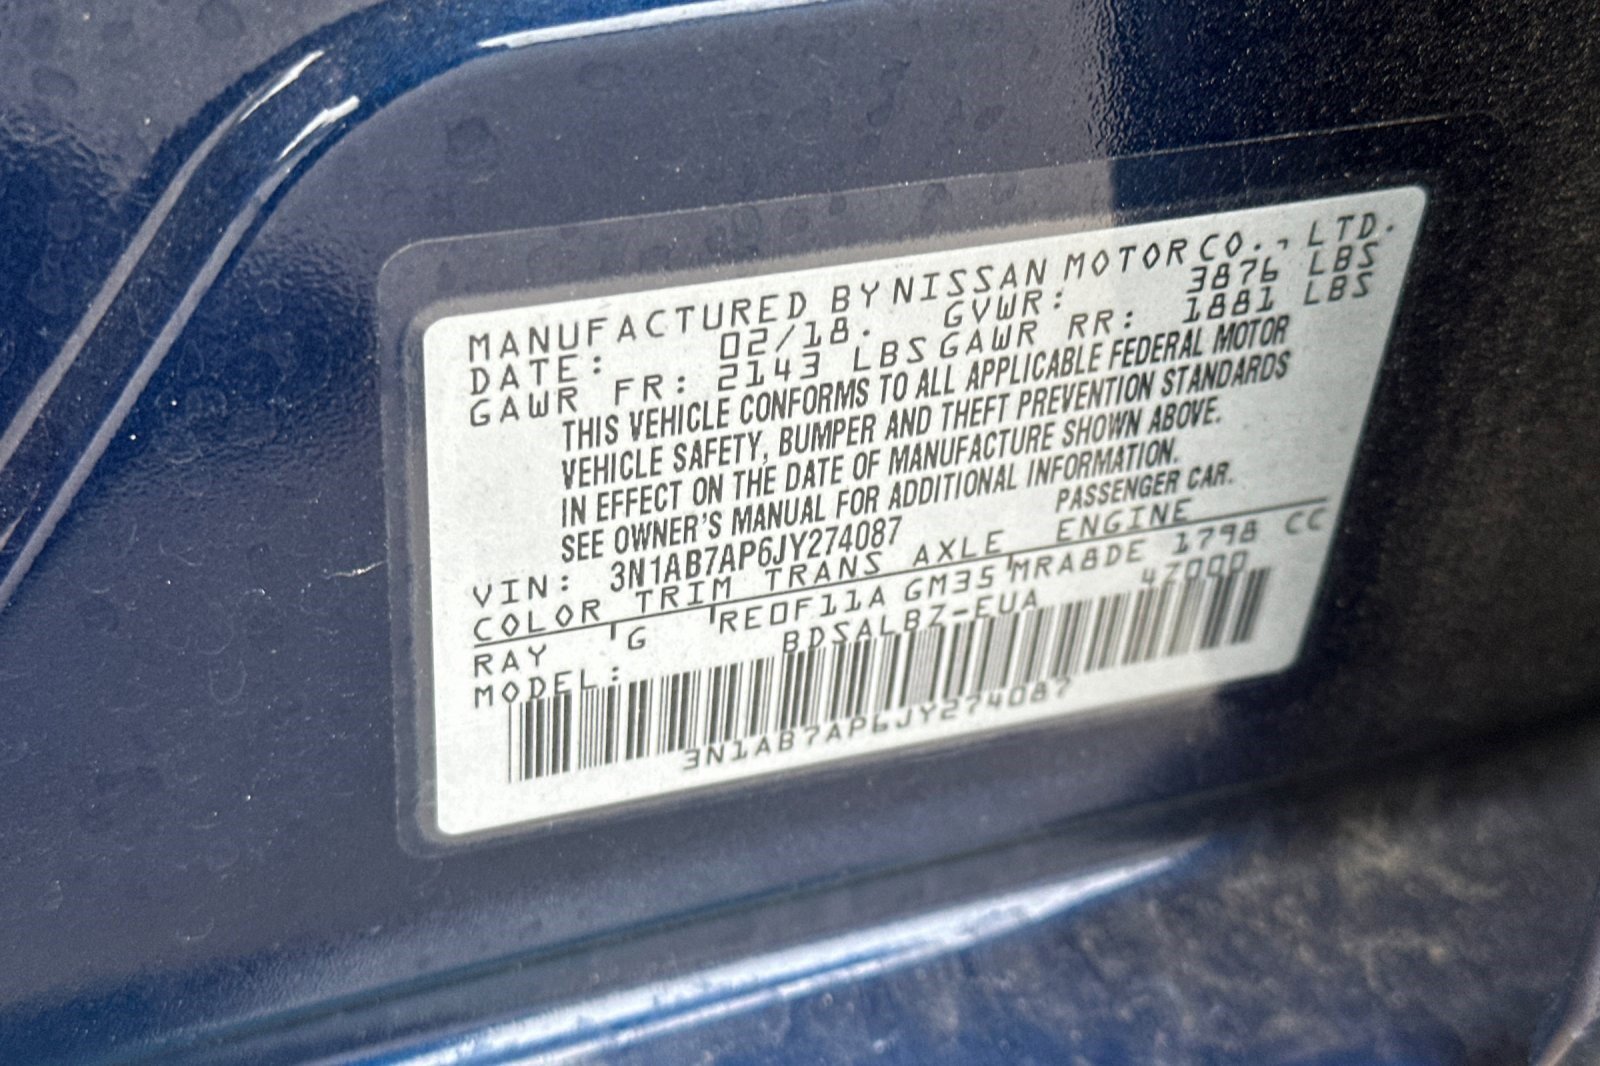 MANUFACTURED BY NISSAN MOTOR CO., LTD.
DATE: 02/18. GVWR: 3876 LBS
GAWR FR: 2143 LBS GAWR RR: 1881 LBS
THIS VEHICLE CONFORMS TO ALL APPLICABLE FEDERAL MOTOR
VEHICLE SAFETY, BUMPER AND THEFT PREVENTION STANDARDS
IN EFFECT ON THE DATE OF MANUFACTURE SHOWN ABOVE.
SEE OWNER'S MANUAL FOR ADDITIONAL INFORMATION.
VIN: 3N1AB7AP6JY274087 PASSENGER CAR.
COLOR TRIM TRANS AXLE ENGINE
RAY G RE0F11A GM35 MRA8DE 1798 CC
MODEL: BDSALBZ-EUA 47000
3N1AB7AP6JY274087